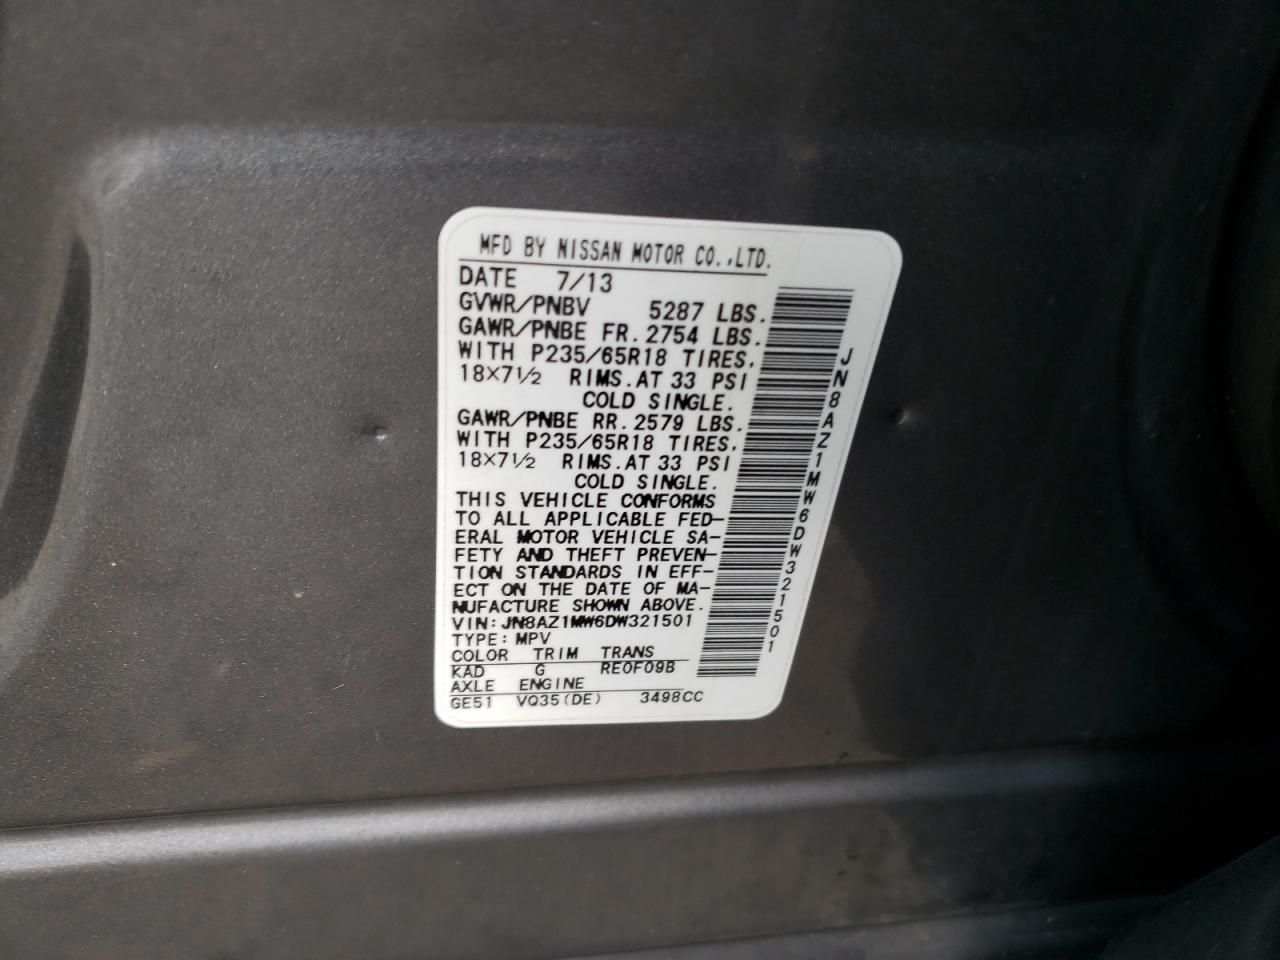 MFD BY NISSAN MOTOR CO.,LTD.
DATE 7/13
GVWR/PNBV 5287 LBS.
GAWR/PNBE FR. 2754 LBS.
WITH P235/65R18 TIRES,
18X7½ RIMS. AT 33 PSI
COLD SINGLE.
GAWR/PNBE RR. 2579 LBS.
WITH P235/65R18 TIRES,
18X7½ RIMS. AT 33 PSI
COLD SINGLE.
THIS VEHICLE CONFORMS
TO ALL APPLICABLE FED-
ERAL MOTOR VEHICLE SA-
FETY AND THEFT PREVEN-
TION STANDARDS IN EFF-
ECT ON THE DATE OF MA-
NUFACTURE SHOWN ABOVE.
VIN: JN8AZ1MW6DW321501
TYPE: MPV
COLOR TRIM TRANS
KAD G RE0F09B
AXLE ENGINE
GE51 VQ35(DE) 3498CC
JN8AZ1MW6DW321501